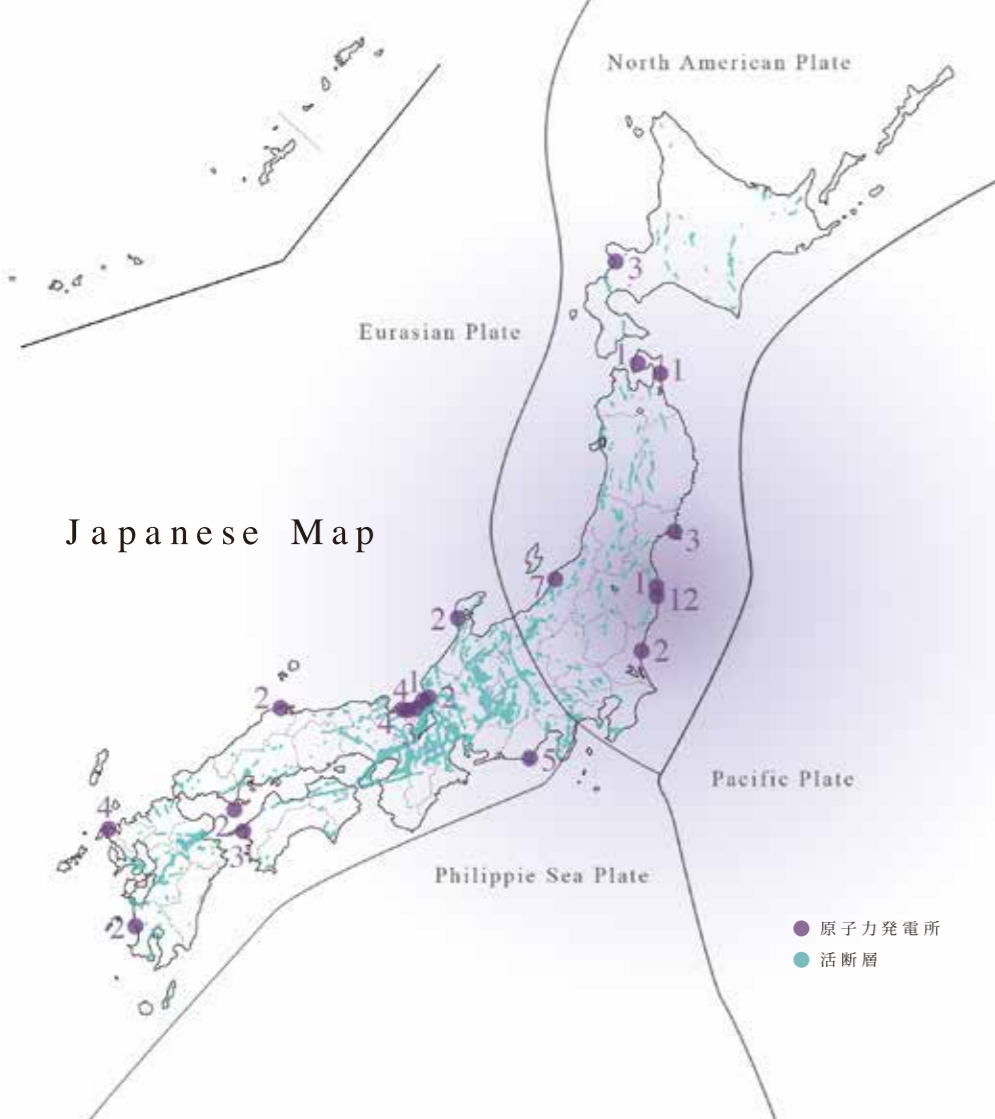 North American Plate
3
Eurasian Plate
1
1
Japanese Map
3
7
1
12
2
2
1
4
2
4
2
5
Pacific Plate
4
2
3
Philippie Sea Plate
2
原子力発電所
活断層